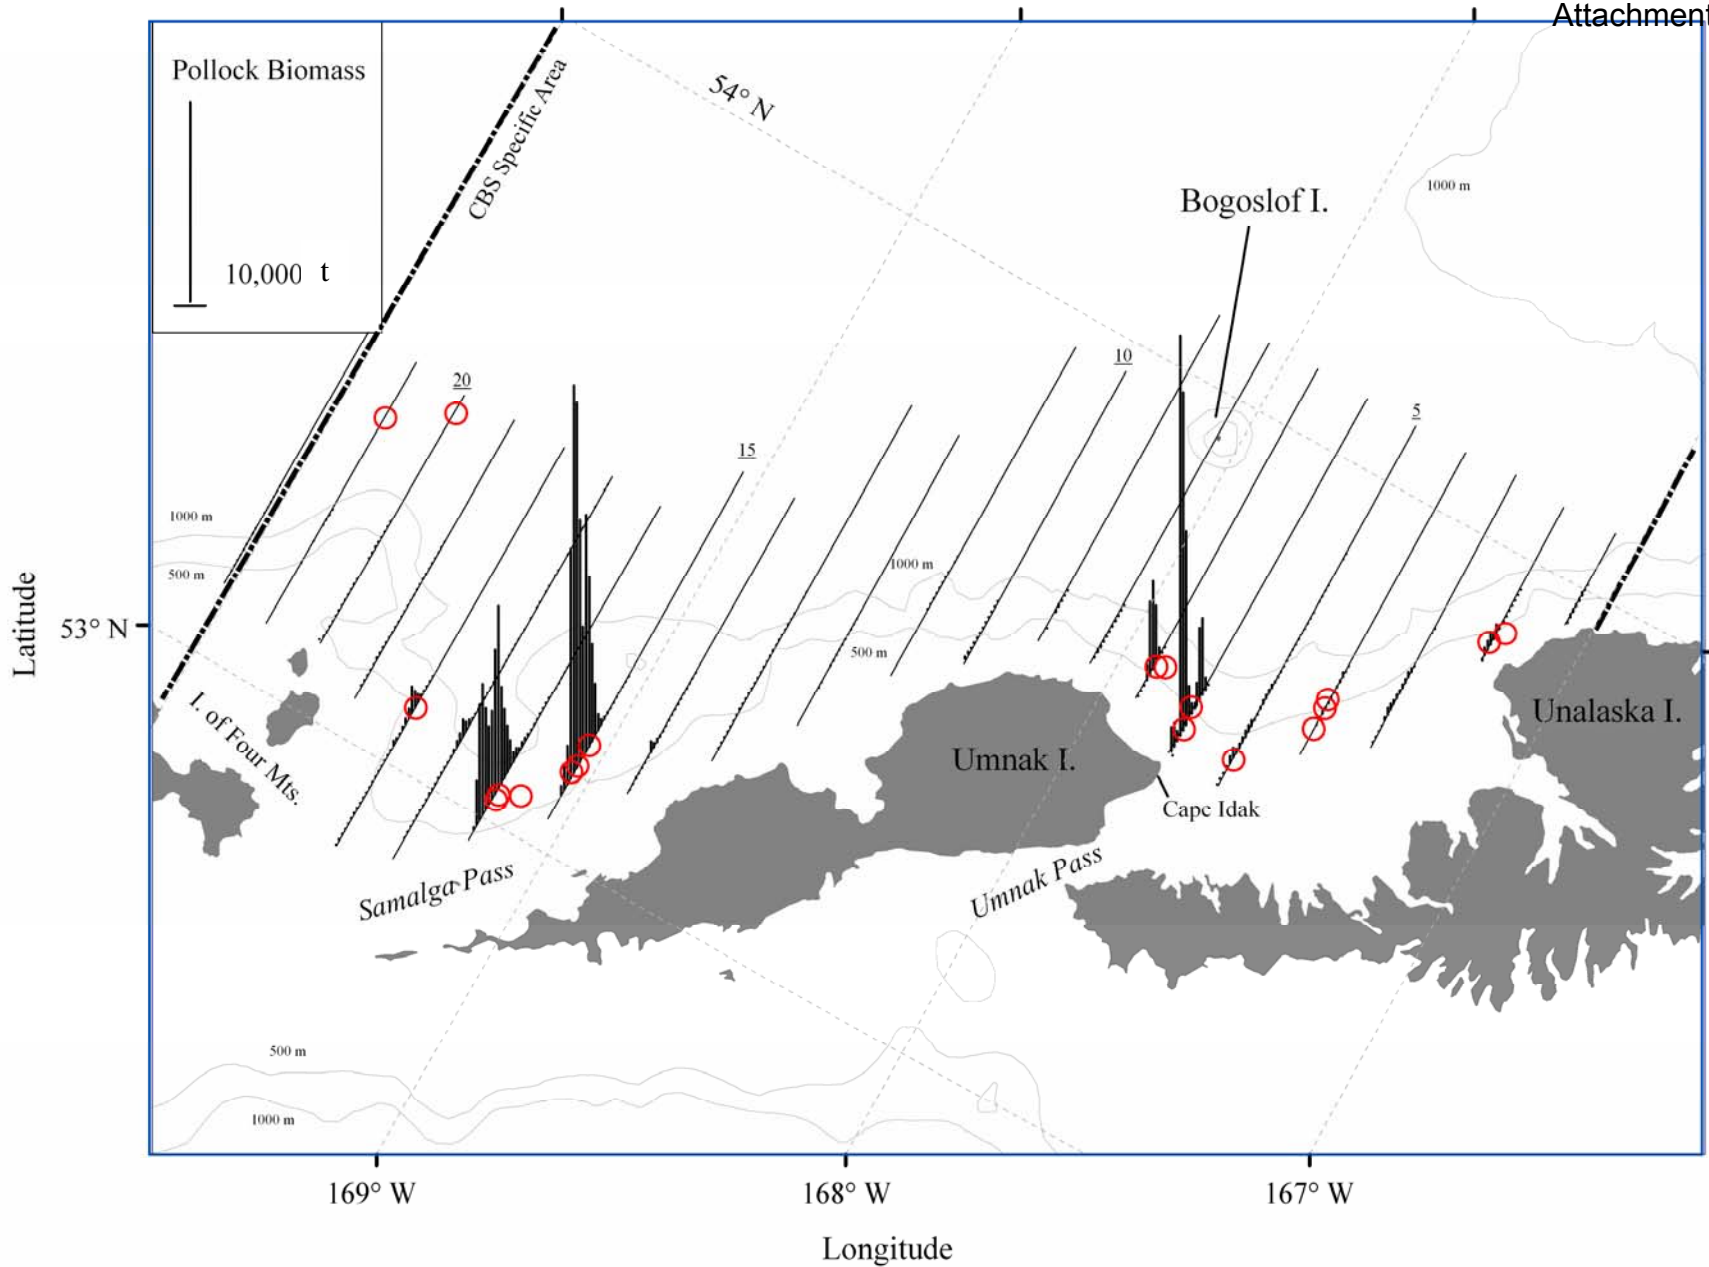 Attachment
Pollock Biomass
10,000 t
CBS Specific Area
54° N
1000 m
Bogoslof I.
10
20
5
15
1000 m
500 m
1000 m
500 m
53° N
Latitude
I. of Four Mts.
Umnak I.
Unalaska I.
Cape Idak
Samalga Pass
Umnak Pass
500 m
1000 m
169° W
168° W
167° W
Longitude